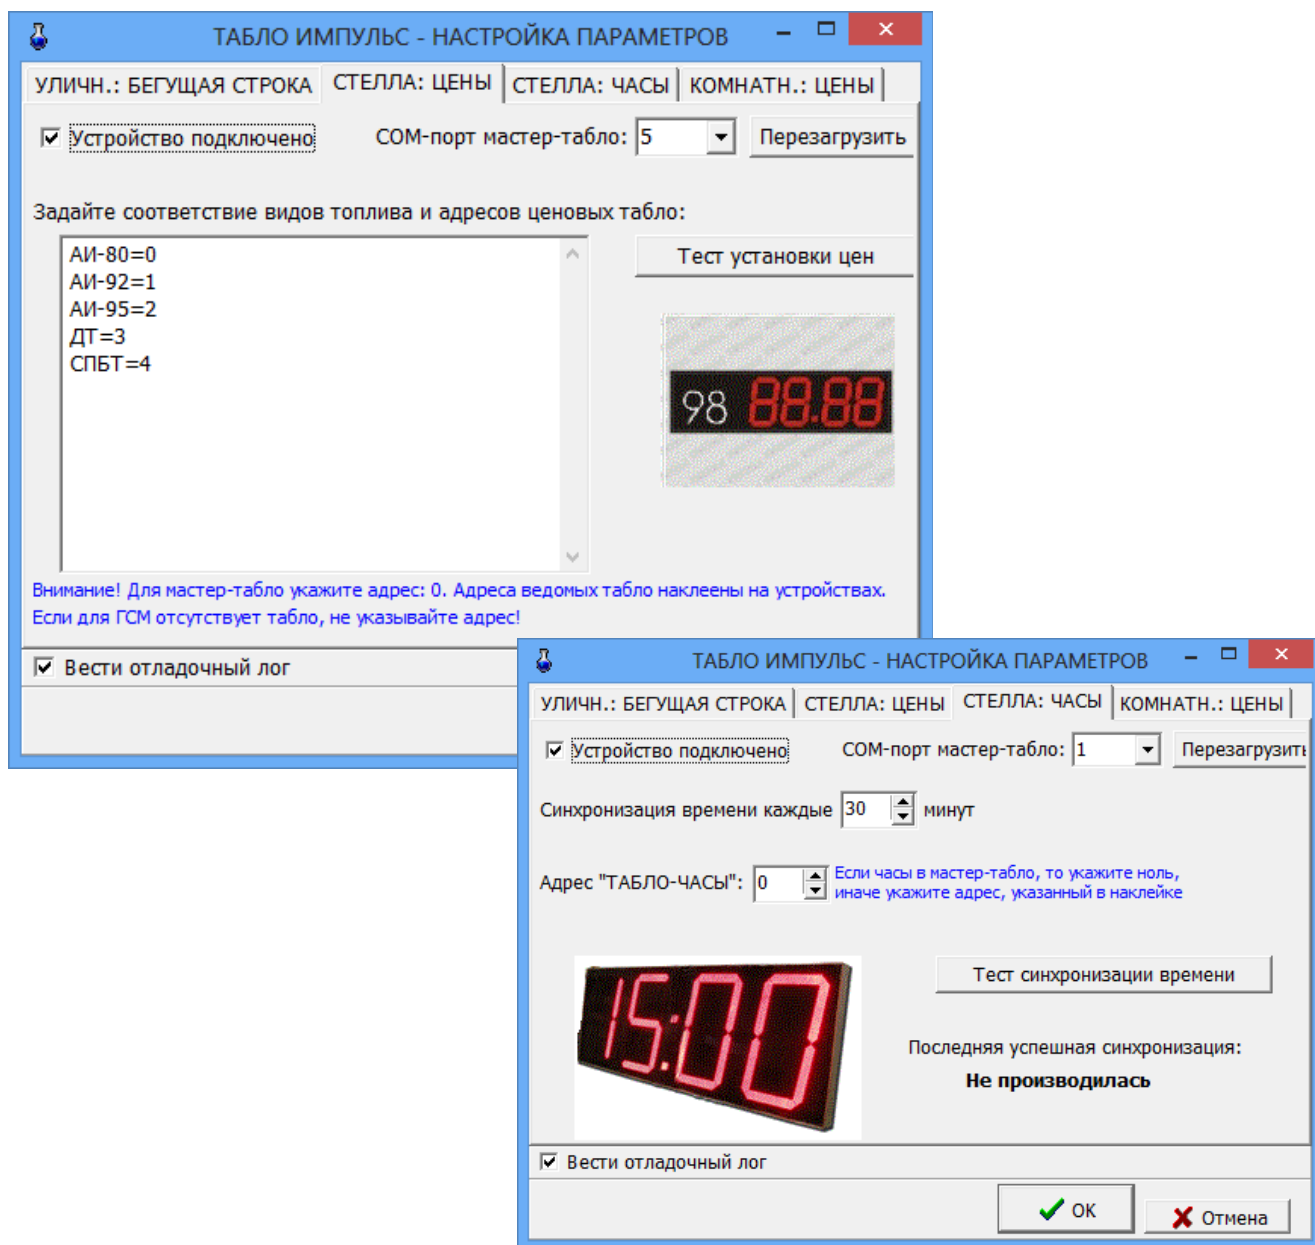 ТАБЛО ИМПУЛЬС - НАСТРОЙКА ПАРАМЕТРОВ
УЛИЧН.: БЕГУЩАЯ СТРОКА СТЕЛЛА: ЦЕНЫ СТЕЛЛА: ЧАСЫ КОМНАТН.: ЦЕНЫ
Устройство подключено COM-порт мастер-табло: 5 Перезагрузить
Задайте соответствие видов топлива и адресов ценовых табло:
АИ-80=0
АИ-92=1
АИ-95=2
ДТ=3
СПБТ=4
Тест установки цен
98 88.88
Внимание! Для мастер-табло укажите адрес: 0. Адреса ведомых табло наклеены на устройствах.
Если для ГСМ отсутствует табло, не указывайте адрес!
Вести отладочный лог
ТАБЛО ИМПУЛЬС - НАСТРОЙКА ПАРАМЕТРОВ
УЛИЧН.: БЕГУЩАЯ СТРОКА СТЕЛЛА: ЦЕНЫ СТЕЛЛА: ЧАСЫ КОМНАТН.: ЦЕНЫ
Устройство подключено COM-порт мастер-табло: 1 Перезагрузить
Синхронизация времени каждые 30 минут
Адрес "ТАБЛО-ЧАСЫ": 0 Если часы в мастер-табло, то укажите ноль,
иначе укажите адрес, указанный в наклейке
15:00
Тест синхронизации времени
Последняя успешная синхронизация:
Не производилась
Вести отладочный лог
ОК Отмена